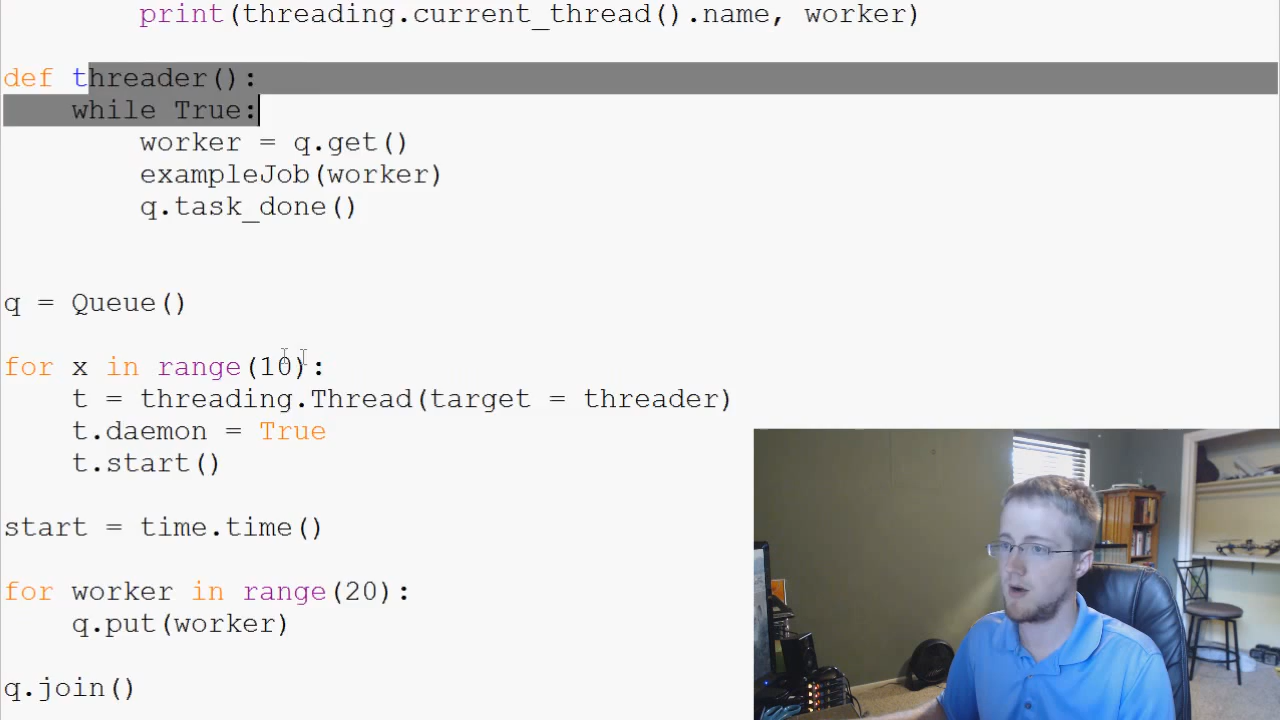 print(threading.current_thread().name, worker)
def threader():
while True:
worker = q.get()
exampleJob(worker)
q.task_done()
q = Queue()
for x in range(10):
t = threading.Thread(target = threader)
t.daemon = True
t.start()
start = time.time()
for worker in range(20):
q.put(worker)
q.join()